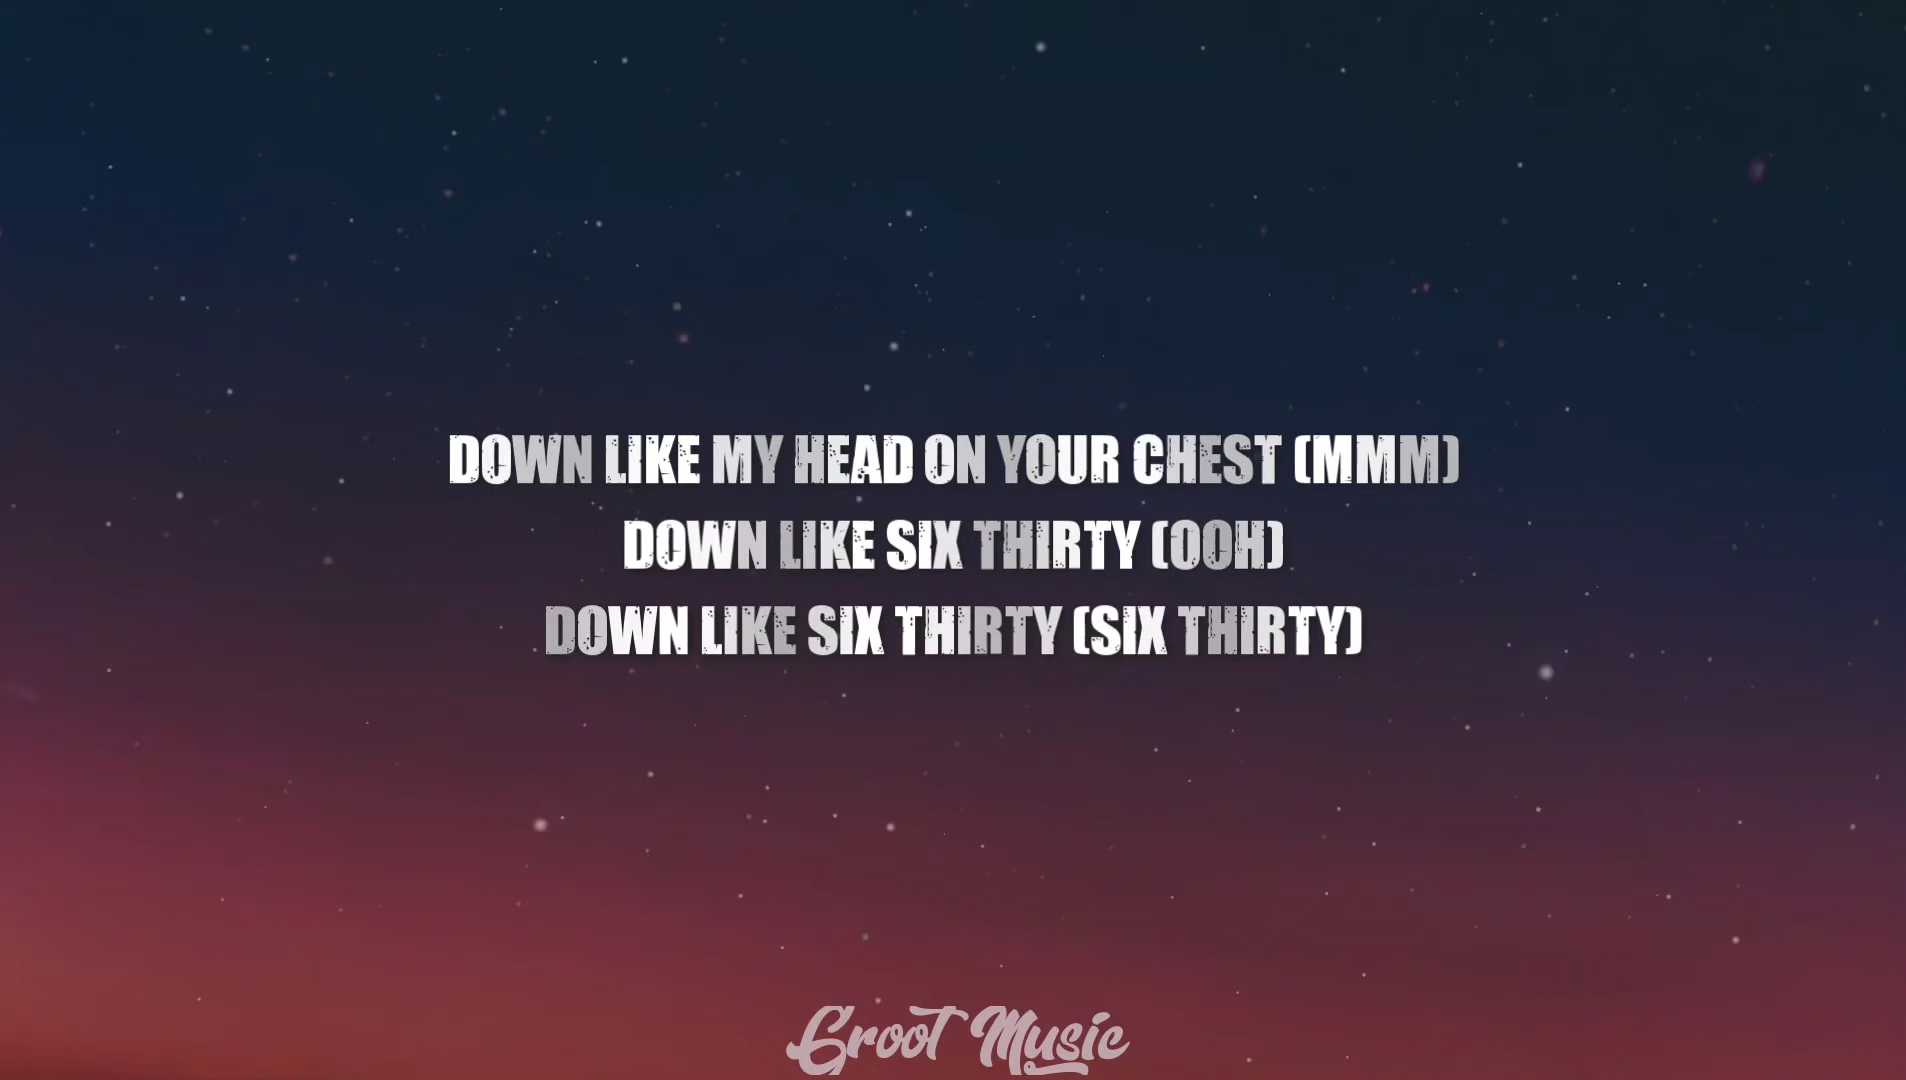 DOWN LIKE MY HEAD ON YOUR CHEST (MMM)
DOWN LIKE SIX THIRTY (OOH)
DOWN LIKE SIX THIRTY (SIX THIRTY)
Groot Music